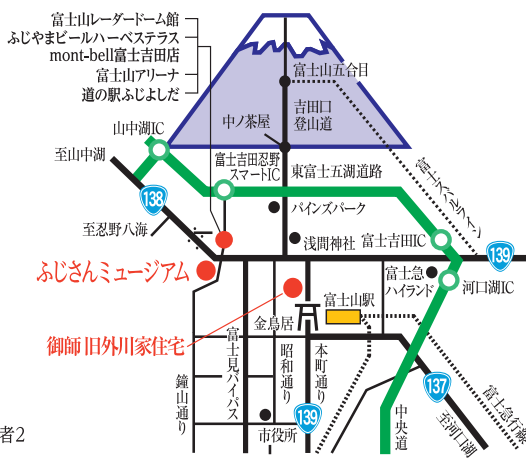 富士山レーダードーム館
ふじやまビールハーベステラス
mont-bell富士吉田店
富士山アリーナ
道の駅ふじよしだ
富士山五合目
吉田口
登山道
中ノ茶屋
山中湖IC
至山中湖
富士吉田忍野
スマートIC
東富士五湖道路
富士スバルライン
138
パインズパーク
至忍野八海
浅間神社
富士吉田IC
139
ふじさんミュージアム
富士急
ハイランド
河口湖IC
富士山駅
金鳥居
御師 旧外川家住宅
富士見バイパス
昭和通り
本町通り
鐘山通り
137
139
中央道
至河口湖
富士急行線
市役所
者2